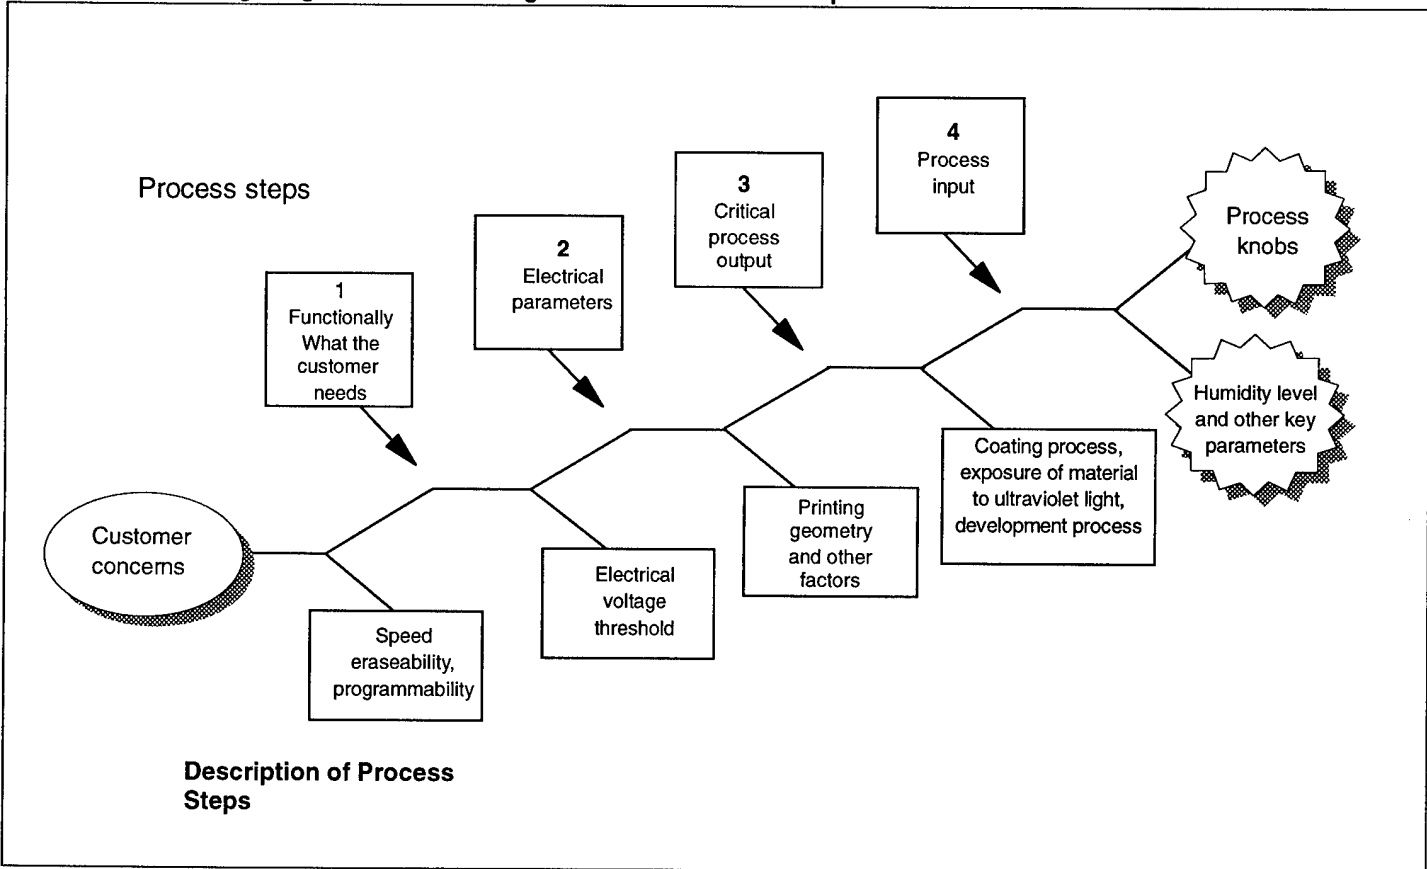 Process steps
1
Functionally
What the
customer
needs
2
Electrical
parameters
3
Critical
process
output
4
Process
input
Process
knobs
Humidity level
and other key
parameters
Customer
concerns
Speed
eraseability,
programmability
Electrical
voltage
threshold
Printing
geometry
and other
factors
Coating process,
exposure of material
to ultraviolet light,
development process
Description of Process
Steps